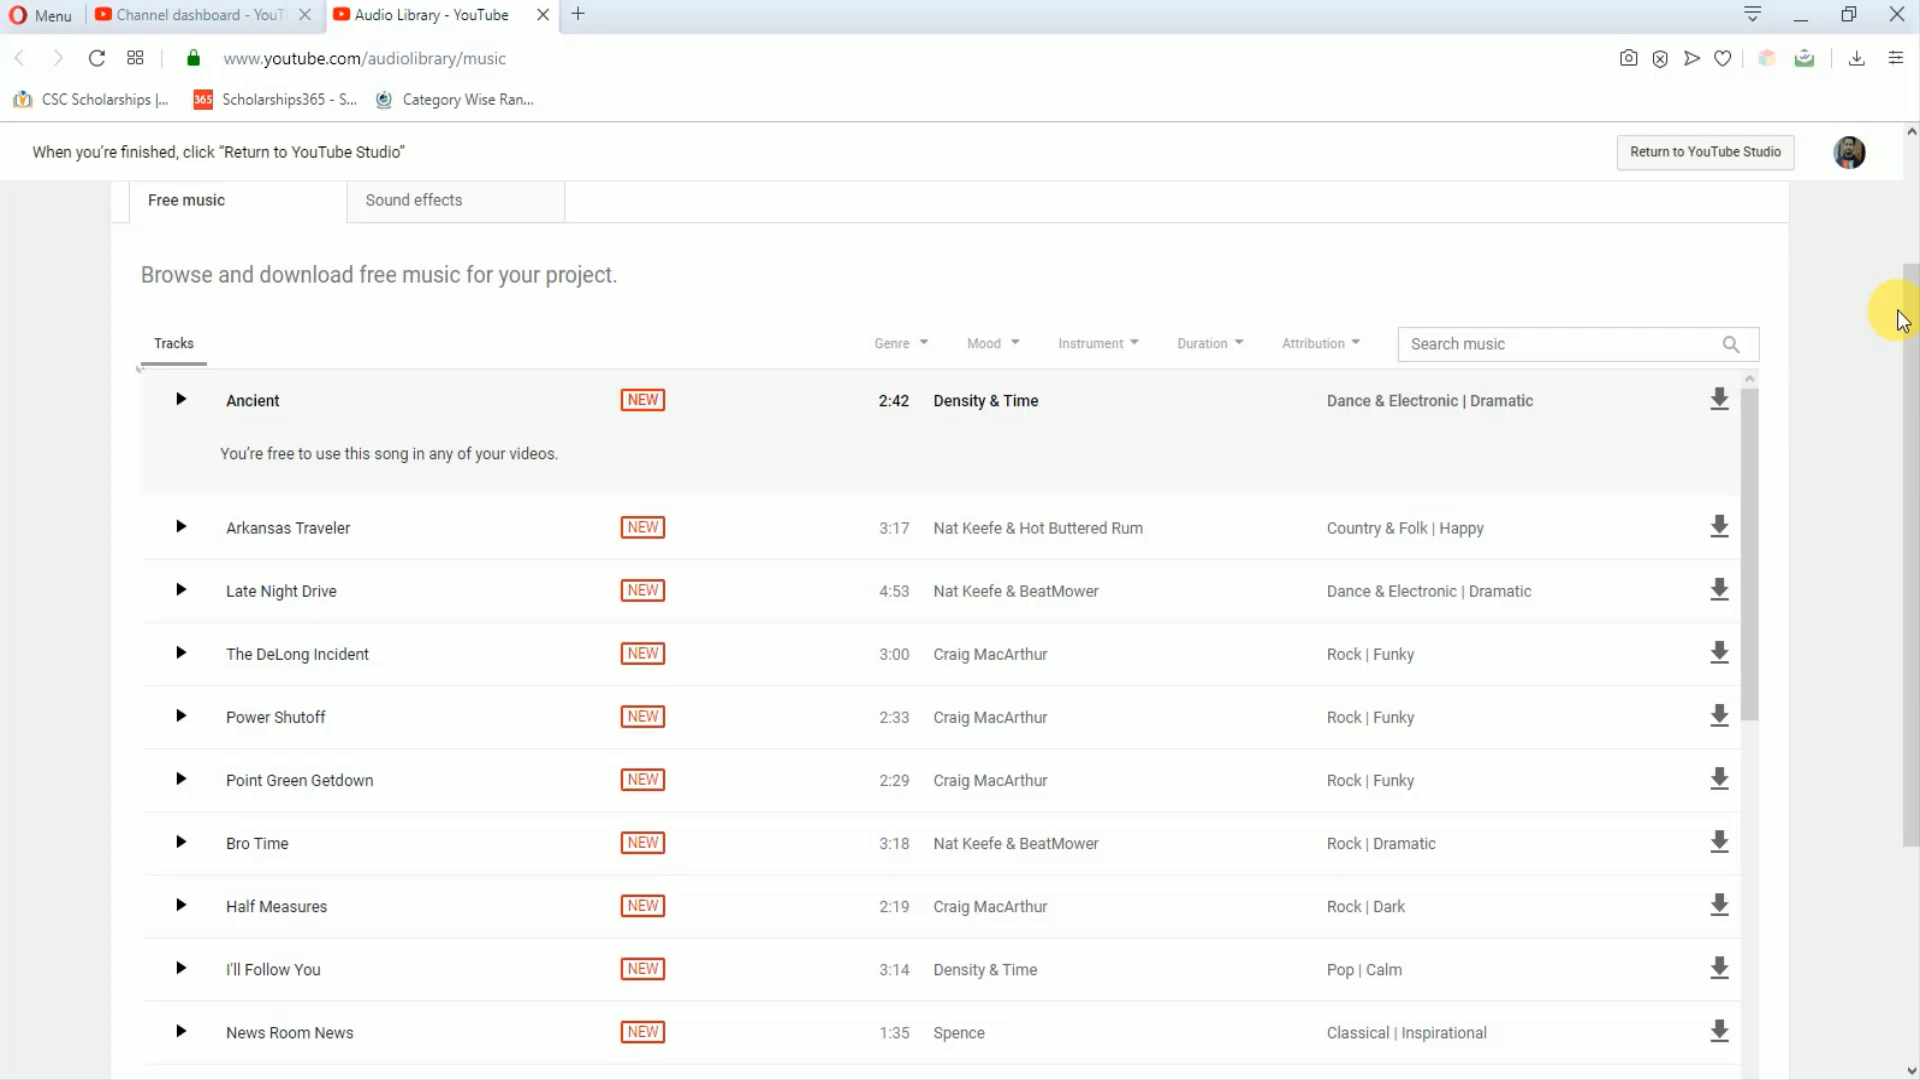 Menu
Channel dashboard - YouT
Audio Library - YouTube
www.youtube.com/audiolibrary/music
CSC Scholarships |...
365 Scholarships365 - S...
Category Wise Ran...
When you're finished, click “Return to YouTube Studio”
Return to YouTube Studio
Free music
Sound effects
Browse and download free music for your project.
Tracks
Genre
Mood
Instrument
Duration
Attribution
Search music
Ancient NEW 2:42 Density & Time Dance & Electronic | Dramatic
You’re free to use this song in any of your videos.
Arkansas Traveler NEW 3:17 Nat Keefe & Hot Buttered Rum Country & Folk | Happy
Late Night Drive NEW 4:53 Nat Keefe & BeatMower Dance & Electronic | Dramatic
The DeLong Incident NEW 3:00 Craig MacArthur Rock | Funky
Power Shutoff NEW 2:33 Craig MacArthur Rock | Funky
Point Green Getdown NEW 2:29 Craig MacArthur Rock | Funky
Bro Time NEW 3:18 Nat Keefe & BeatMower Rock | Dramatic
Half Measures NEW 2:19 Craig MacArthur Rock | Dark
I'll Follow You NEW 3:14 Density & Time Pop | Calm
News Room News NEW 1:35 Spence Classical | Inspirational